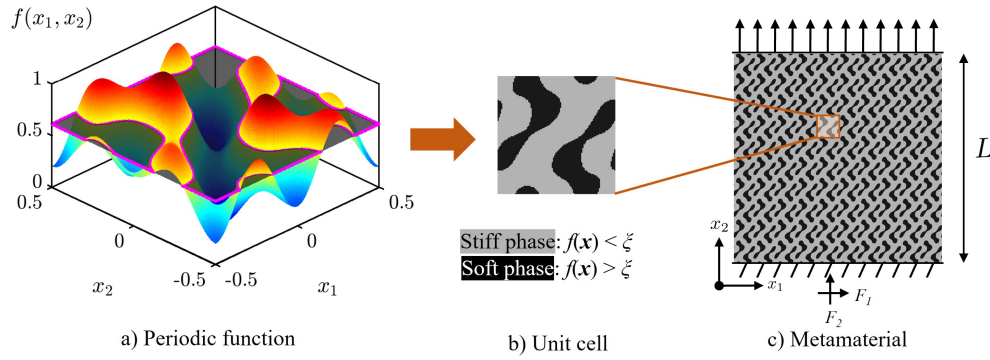 f(x₁, x₂)
1
0.5
0
0.5
0
-0.5
-0.5
0
0.5
x₂
x₁
a) Periodic function
Stiff phase: f(x) < ξ
Soft phase: f(x) > ξ
b) Unit cell
L
x₂
x₁
F₁
F₂
c) Metamaterial